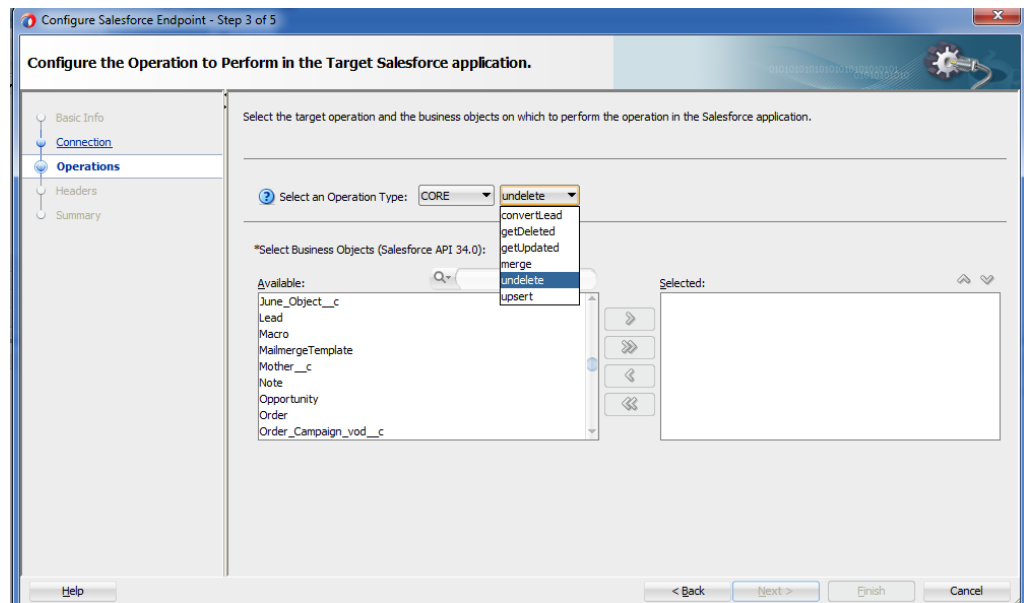 Configure Salesforce Endpoint - Step 3 of 5
Configure the Operation to Perform in the Target Salesforce application.
Basic Info
Connection
Operations
Headers
Summary
Select the target operation and the business objects on which to perform the operation in the Salesforce application.
Select an Operation Type: CORE undelete
convertLead
getDeleted
getUpdated
merge
undelete
upsert
*Select Business Objects (Salesforce API 34.0):
Available:
Selected:
June_Object__c
Lead
Macro
MailmergeTemplate
Mother__c
Note
Opportunity
Order
Order_Campaign_vod__c
Help
< Back
Next >
Finish
Cancel